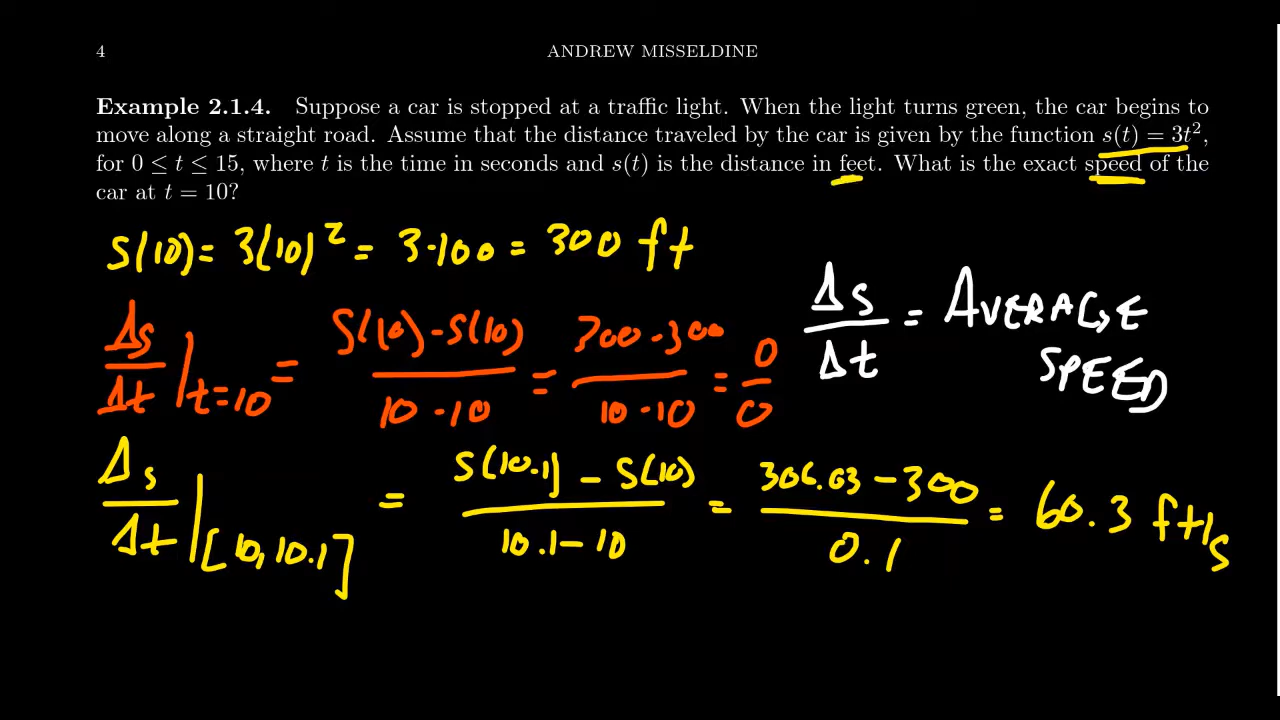 4 ANDREW MISSELDINE
Example 2.1.4. Suppose a car is stopped at a traffic light. When the light turns green, the car begins to
move along a straight road. Assume that the distance traveled by the car is given by the function s(t) = 3t²,
for 0 ≤ t ≤ 15, where t is the time in seconds and s(t) is the distance in feet. What is the exact speed of the
car at t = 10?
S(10) = 3(10)² = 3·100 = 300 ft
Δs/Δt |t=10 = S(10) - S(10) / 10 - 10 = 300 - 300 / 10 - 10 = 0/0
Δs/Δt = AVERAGE
SPEED
Δs/Δt |[10, 10.1] = S(10.1) - S(10) / 10.1 - 10 = 306.03 - 300 / 0.1 = 60.3 ft/s